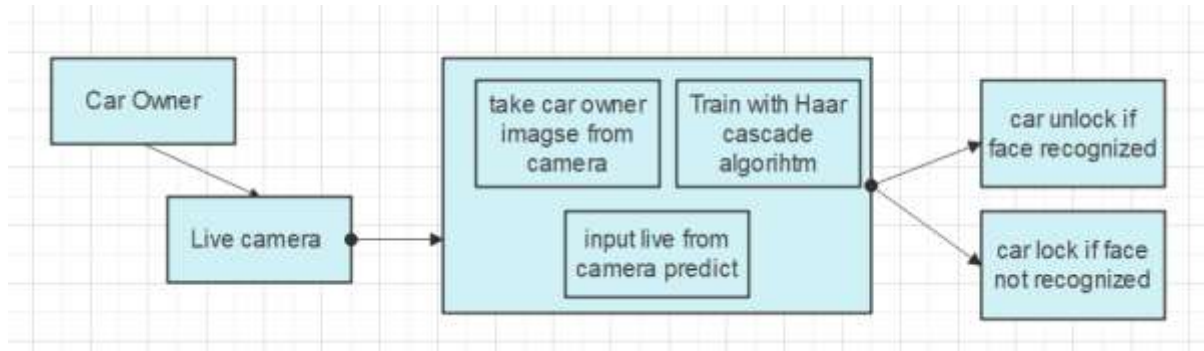 Car Owner
Live camera
take car owner
imagse from
camera
Train with Haar
cascade
algorihtm
input live from
camera predict
car unlock if
face recognized
car lock if face
not recognized